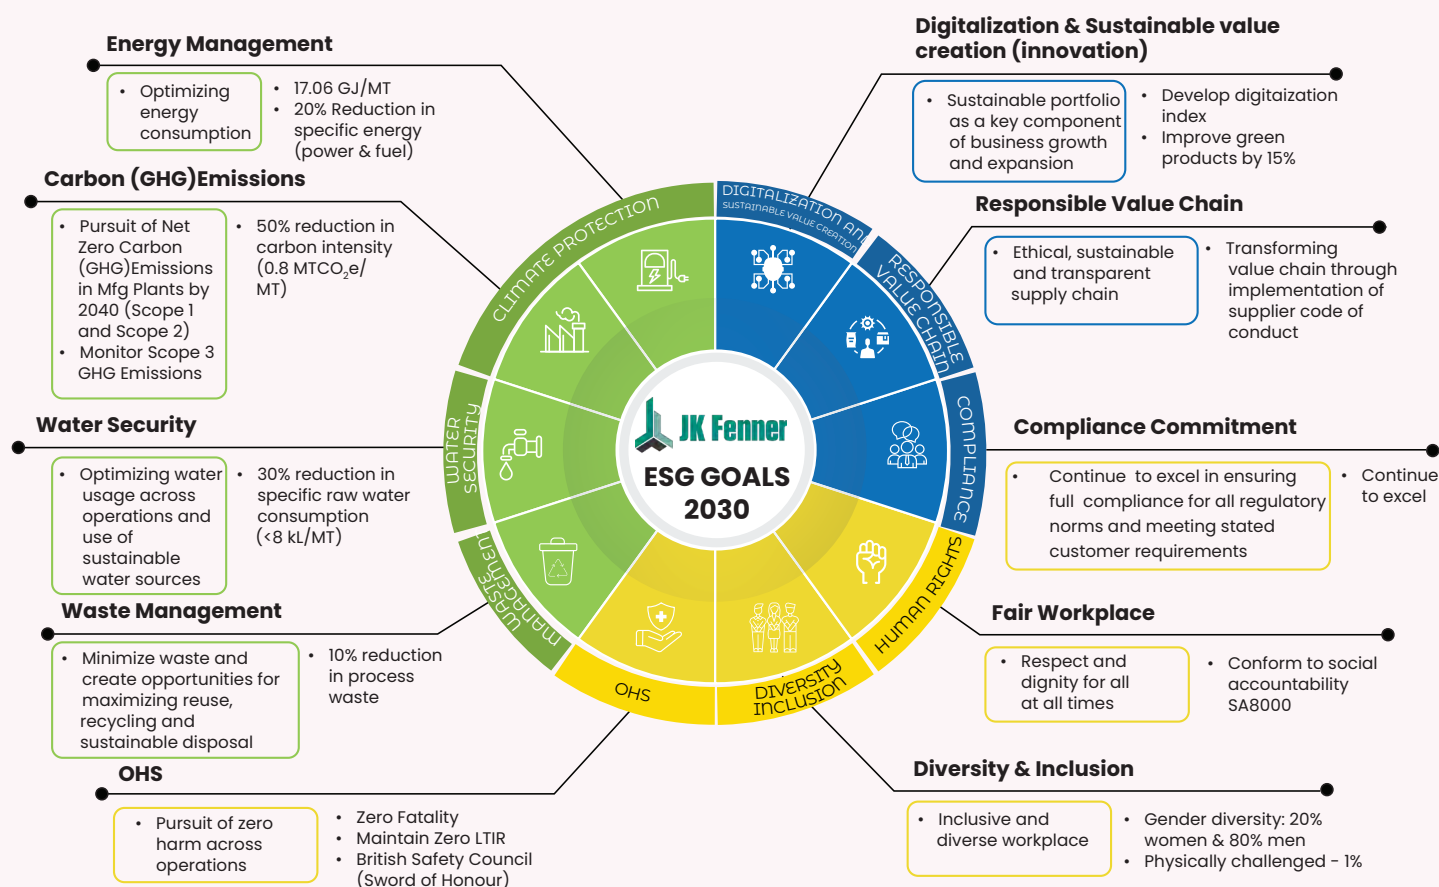 Energy Management
• Optimizing
energy
consumption
• 17.06 GJ/MT
• 20% Reduction in
specific energy
(power & fuel)
Carbon (GHG)Emissions
• Pursuit of Net
Zero Carbon
(GHG)Emissions
in Mfg Plants by
2040 (Scope 1
and Scope 2)
• Monitor Scope 3
GHG Emissions
• 50% reduction in
carbon intensity
(0.8 MTCO₂e/
MT)
Water Security
• Optimizing water
usage across
operations and
use of
sustainable
water sources
• 30% reduction in
specific raw water
consumption
(<8 kL/MT)
Waste Management
• Minimize waste and
create opportunities for
maximizing reuse,
recycling and
sustainable disposal
• 10% reduction
in process
waste
OHS
• Pursuit of zero
harm across
operations
• Zero Fatality
• Maintain Zero LTIR
• British Safety Council
(Sword of Honour)
CLIMATE PROTECTION
WATER
SECURITY
WASTE
MANAGEMEN
OHS
DIVERSITY
INCLUSION
HUMAN RIGHTS
COMPLIANCE
RESPONSIBLE
VALUE CHAIN
DIGITALIZATION AN
SUSTAINABLE VALUE CREATION
JK Fenner
ESG GOALS
2030
Digitalization & Sustainable value
creation (innovation)
• Sustainable portfolio
as a key component
of business growth
and expansion
• Develop digitaization
index
• Improve green
products by 15%
Responsible Value Chain
• Ethical, sustainable
and transparent
supply chain
• Transforming
value chain through
implementation of
supplier code of
conduct
Compliance Commitment
• Continue to excel in ensuring
full compliance for all regulatory
norms and meeting stated
customer requirements
• Continue
to excel
Fair Workplace
• Respect and
dignity for all
at all times
• Conform to social
accountability
SA8000
Diversity & Inclusion
• Inclusive and
diverse workplace
• Gender diversity: 20%
women & 80% men
• Physically challenged - 1%